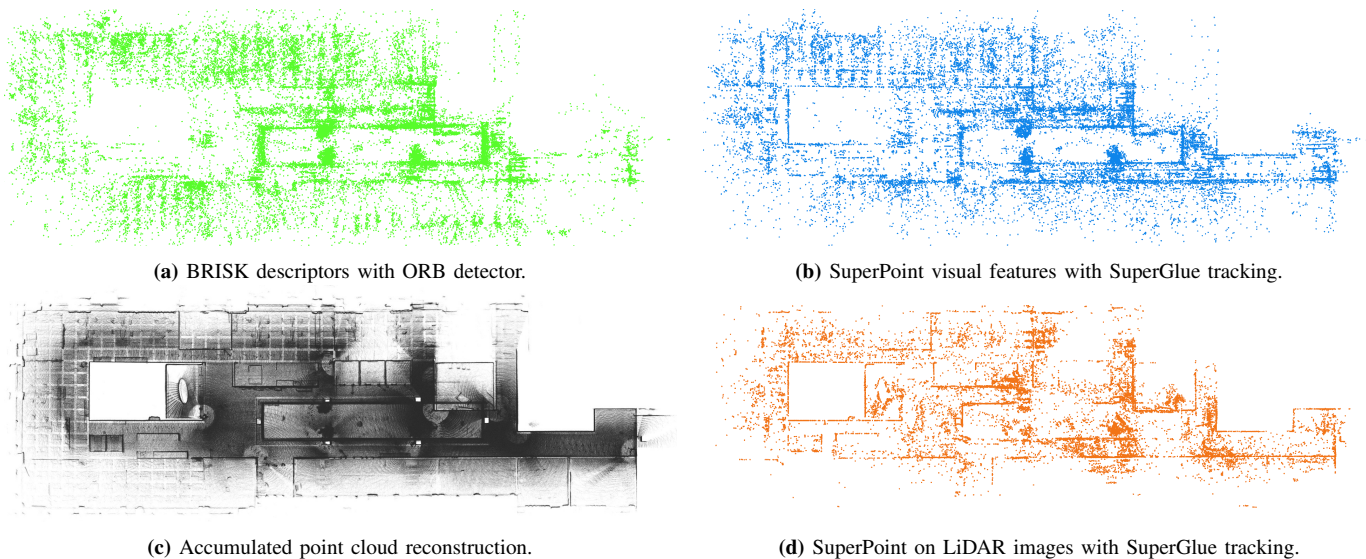 (a) BRISK descriptors with ORB detector.
(b) SuperPoint visual features with SuperGlue tracking.
(c) Accumulated point cloud reconstruction.
(d) SuperPoint on LiDAR images with SuperGlue tracking.